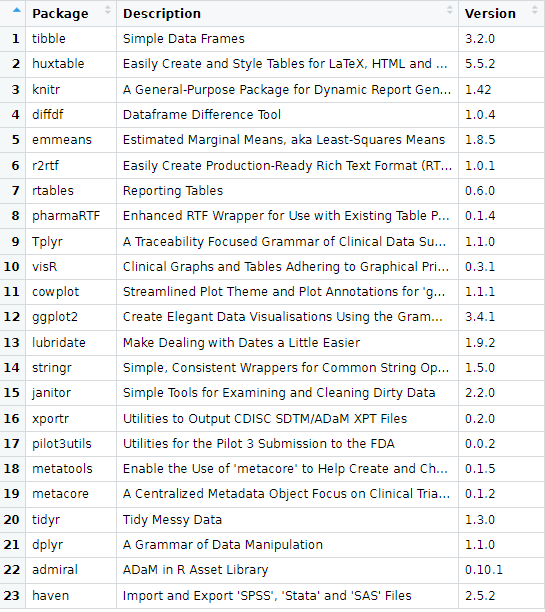 Package Description Version
1 tibble Simple Data Frames 3.2.0
2 huxtable Easily Create and Style Tables for LaTeX, HTML and ... 5.5.2
3 knitr A General-Purpose Package for Dynamic Report Gen... 1.42
4 diffdf Dataframe Difference Tool 1.0.4
5 emmeans Estimated Marginal Means, aka Least-Squares Means 1.8.5
6 r2rtf Easily Create Production-Ready Rich Text Format (RT... 1.0.1
7 rtables Reporting Tables 0.6.0
8 pharmaRTF Enhanced RTF Wrapper for Use with Existing Table P... 0.1.4
9 Tplyr A Traceability Focused Grammar of Clinical Data Su... 1.1.0
10 visR Clinical Graphs and Tables Adhering to Graphical Pri... 0.3.1
11 cowplot Streamlined Plot Theme and Plot Annotations for 'g... 1.1.1
12 ggplot2 Create Elegant Data Visualisations Using the Gram... 3.4.1
13 lubridate Make Dealing with Dates a Little Easier 1.9.2
14 stringr Simple, Consistent Wrappers for Common String Op... 1.5.0
15 janitor Simple Tools for Examining and Cleaning Dirty Data 2.2.0
16 xportr Utilities to Output CDISC SDTM/ADaM XPT Files 0.2.0
17 pilot3utils Utilities for the Pilot 3 Submission to the FDA 0.0.2
18 metatools Enable the Use of 'metacore' to Help Create and Ch... 0.1.5
19 metacore A Centralized Metadata Object Focus on Clinical Tria... 0.1.2
20 tidyr Tidy Messy Data 1.3.0
21 dplyr A Grammar of Data Manipulation 1.1.0
22 admiral ADaM in R Asset Library 0.10.1
23 haven Import and Export 'SPSS', 'Stata' and 'SAS' Files 2.5.2